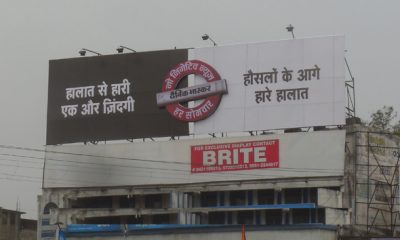 हालात से हारी
एक और ज़िंदगी
नो निगेटिव न्यूज़
दैनिक भास्कर
हर सोमवार
हौसलों के आगे
हारे हालात
FOR EXCLUSIVE DISPLAY CONTACT
BRITE